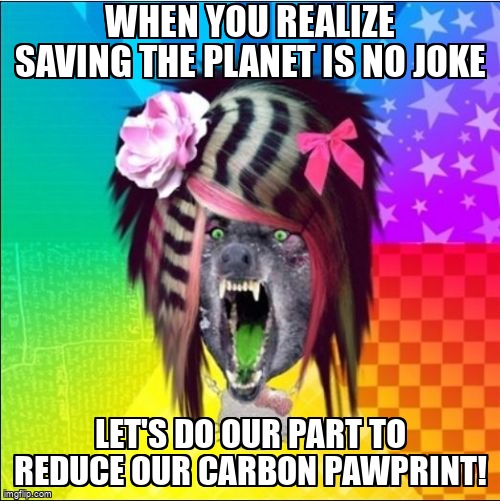 WHEN YOU REALIZE
SAVING THE PLANET IS NO JOKE
LET'S DO OUR PART TO
REDUCE OUR CARBON PAWPRINT!
imgflip.com